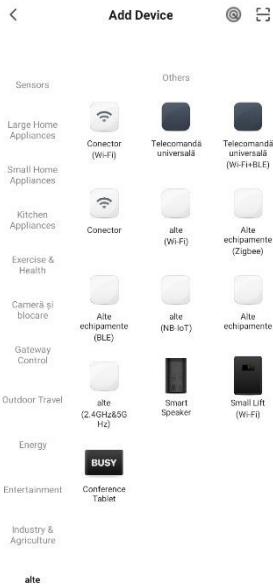 Add Device
Sensors
Large Home
Appliances
Small Home
Appliances
Kitchen
Appliances
Exercise &
Health
Cameră și
blocare
Gateway
Control
Outdoor Travel
Energy
Entertainment
Industry &
Agriculture
alte
Others
Conector
(Wi-Fi)
Telecomandă
universală
Telecomandă
universală
(Wi-Fi+BLE)
Conector
alte
(Wi-Fi)
Alte
echipamente
(Zigbee)
Alte
echipamente
(BLE)
alte
(NB-IoT)
Alte
echipamente
alte
(2.4GHz&5G
Hz)
Smart
Speaker
Small Lift
(Wi-Fi)
BUSY
Conference
Tablet